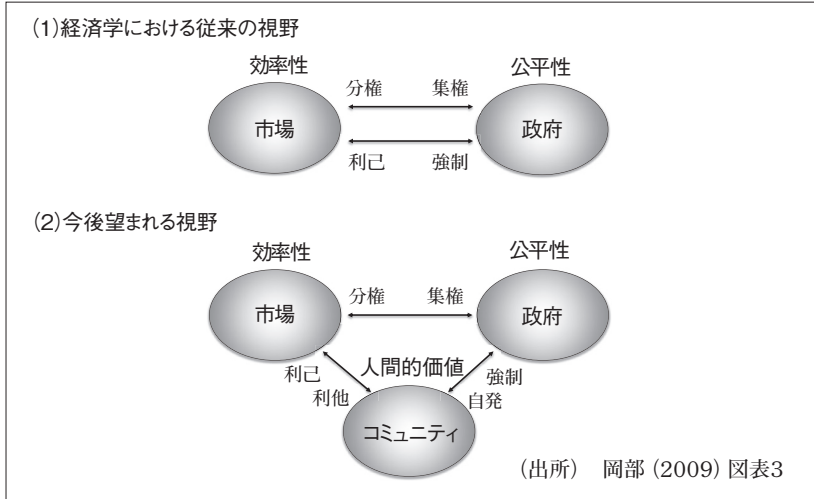 (1)経済学における従来の視野
効率性
公平性
分権
集権
市場
政府
利己
強制
(2)今後望まれる視野
効率性
公平性
分権
集権
市場
政府
人間的価値
利己
強制
利他
自発
コミュニティ
(出所) 岡部(2009)図表3